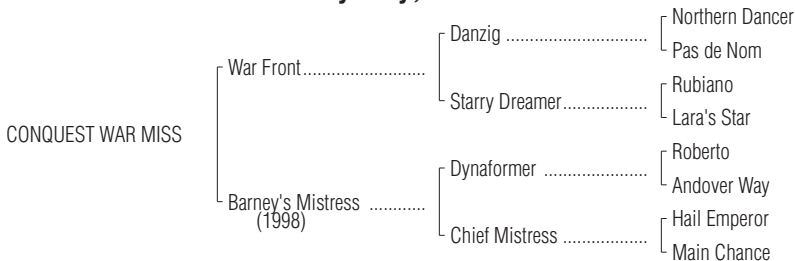 Northern Dancer
Danzig ................................
Pas de Nom
War Front...........................
Rubiano
Starry Dreamer...................
Lara's Star
CONQUEST WAR MISS
Roberto
Dynaformer .......................
Andover Way
Barney's Mistress ............
(1998)
Hail Emperor
Chief Mistress ...................
Main Chance